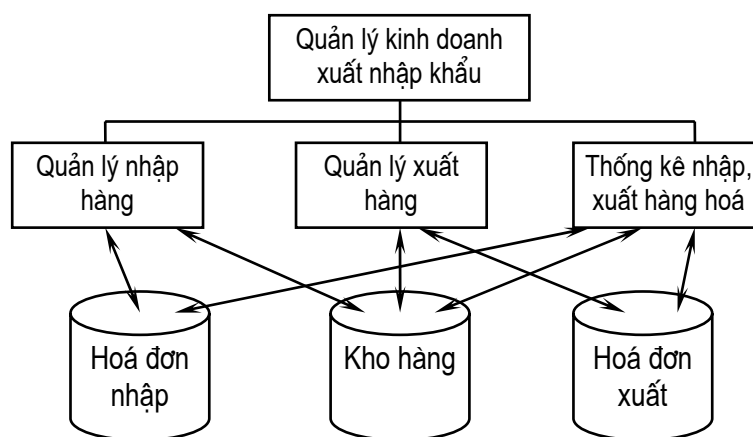 Quản lý kinh doanh
xuất nhập khẩu
Quản lý nhập
hàng
Quản lý xuất
hàng
Thống kê nhập,
xuất hàng hoá
Hoá đơn
nhập
Kho hàng
Hoá đơn
xuất